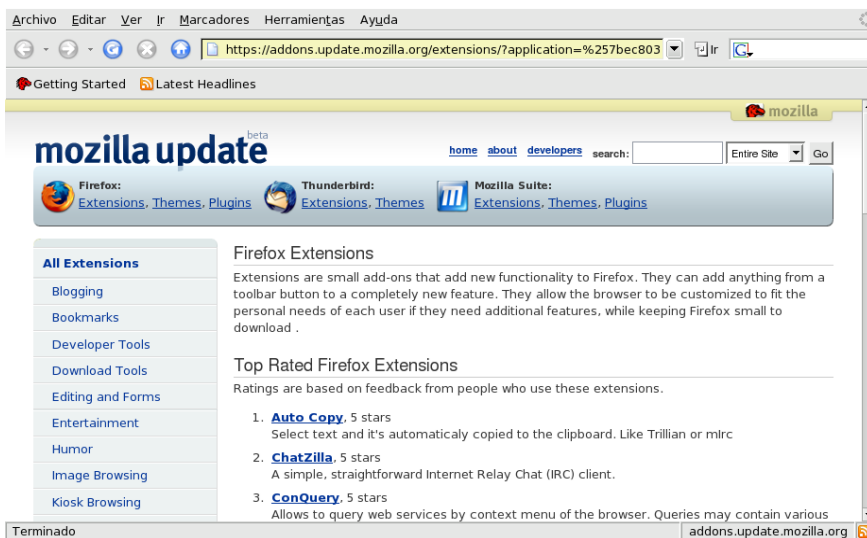 Archivo Editar Ver Ir Marcadores Herramientas Ayuda
https://addons.update.mozilla.org/extensions/?application=%257bec803 Ir G
Getting Started Latest Headlines
mozilla
mozilla update beta
home about developers search: Entire Site Go
Firefox: Thunderbird: Mozilla Suite:
Extensions, Themes, Plugins Extensions, Themes Extensions, Themes, Plugins
All Extensions
Blogging
Bookmarks
Developer Tools
Download Tools
Editing and Forms
Entertainment
Humor
Image Browsing
Kiosk Browsing
Firefox Extensions
Extensions are small add-ons that add new functionality to Firefox. They can add anything from a
toolbar button to a completely new feature. They allow the browser to be customized to fit the
personal needs of each user if they need additional features, while keeping Firefox small to
download .
Top Rated Firefox Extensions
Ratings are based on feedback from people who use these extensions.
1. Auto Copy, 5 stars
Select text and it's automaticaly copied to the clipboard. Like Trillian or mIrc
2. ChatZilla, 5 stars
A simple, straightforward Internet Relay Chat (IRC) client.
3. ConQuery, 5 stars
Allows to query web services by context menu of the browser. Queries may contain various
Terminado addons.update.mozilla.org